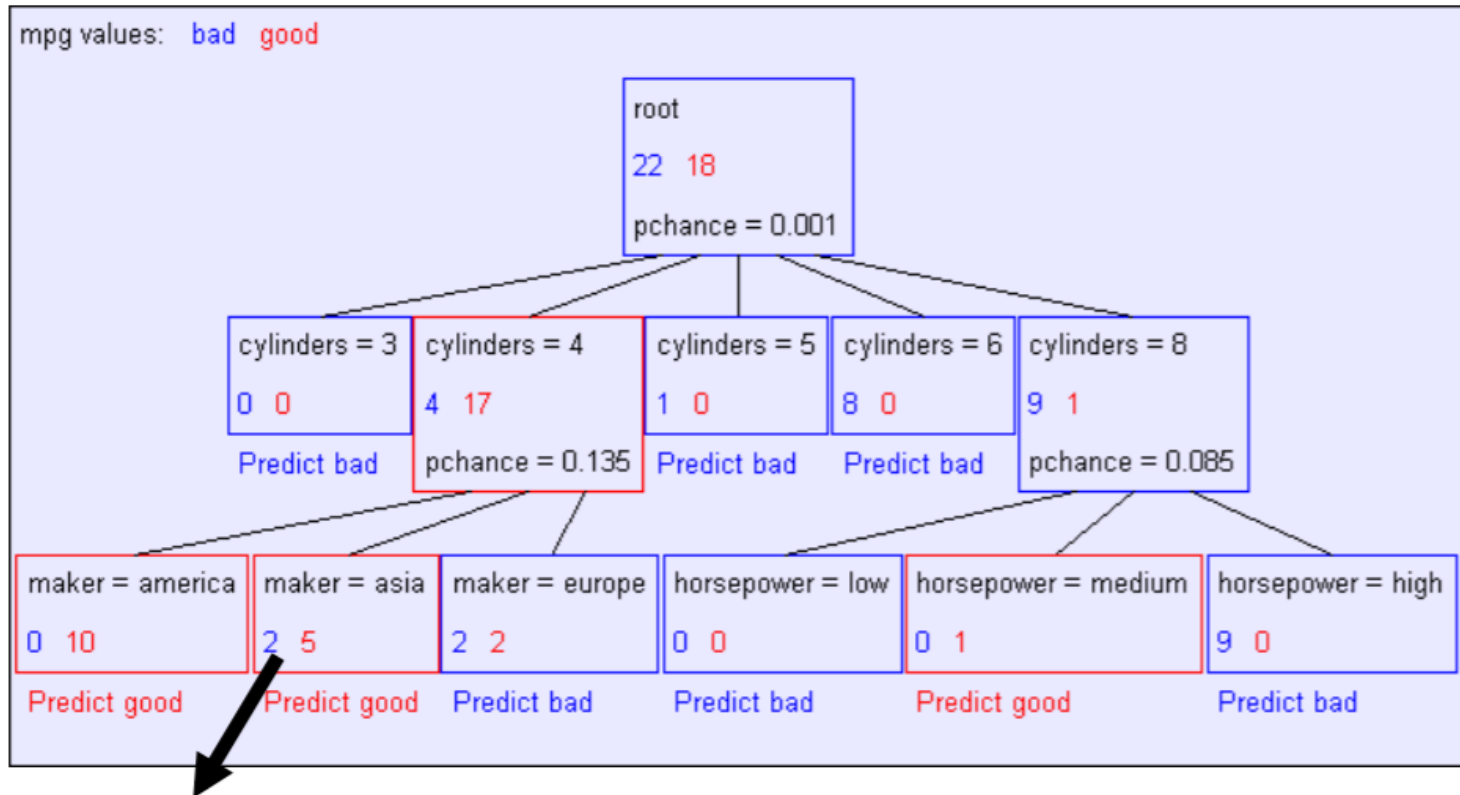 mpg values: bad good
root
22 18
pchance = 0.001
cylinders = 3 cylinders = 4 cylinders = 5 cylinders = 6 cylinders = 8
0 0 4 17 1 0 8 0 9 1
Predict bad pchance = 0.135 Predict bad Predict bad pchance = 0.085
maker = america maker = asia maker = europe horsepower = low horsepower = medium horsepower = high
0 10 2 5 2 2 0 0 0 1 9 0
Predict good Predict good Predict bad Predict bad Predict good Predict bad